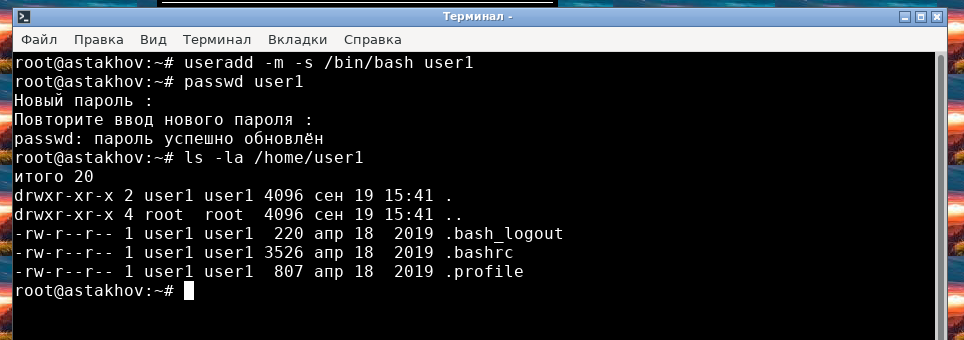 Терминал -
Файл Правка Вид Терминал Вкладки Справка
root@astakhov:~# useradd -m -s /bin/bash user1
root@astakhov:~# passwd user1
Новый пароль :
Повторите ввод нового пароля :
passwd: пароль успешно обновлён
root@astakhov:~# ls -la /home/user1
итого 20
drwxr-xr-x 2 user1 user1 4096 сен 19 15:41 .
drwxr-xr-x 4 root  root  4096 сен 19 15:41 ..
-rw-r--r-- 1 user1 user1  220 апр 18  2019 .bash_logout
-rw-r--r-- 1 user1 user1 3526 апр 18  2019 .bashrc
-rw-r--r-- 1 user1 user1  807 апр 18  2019 .profile
root@astakhov:~#